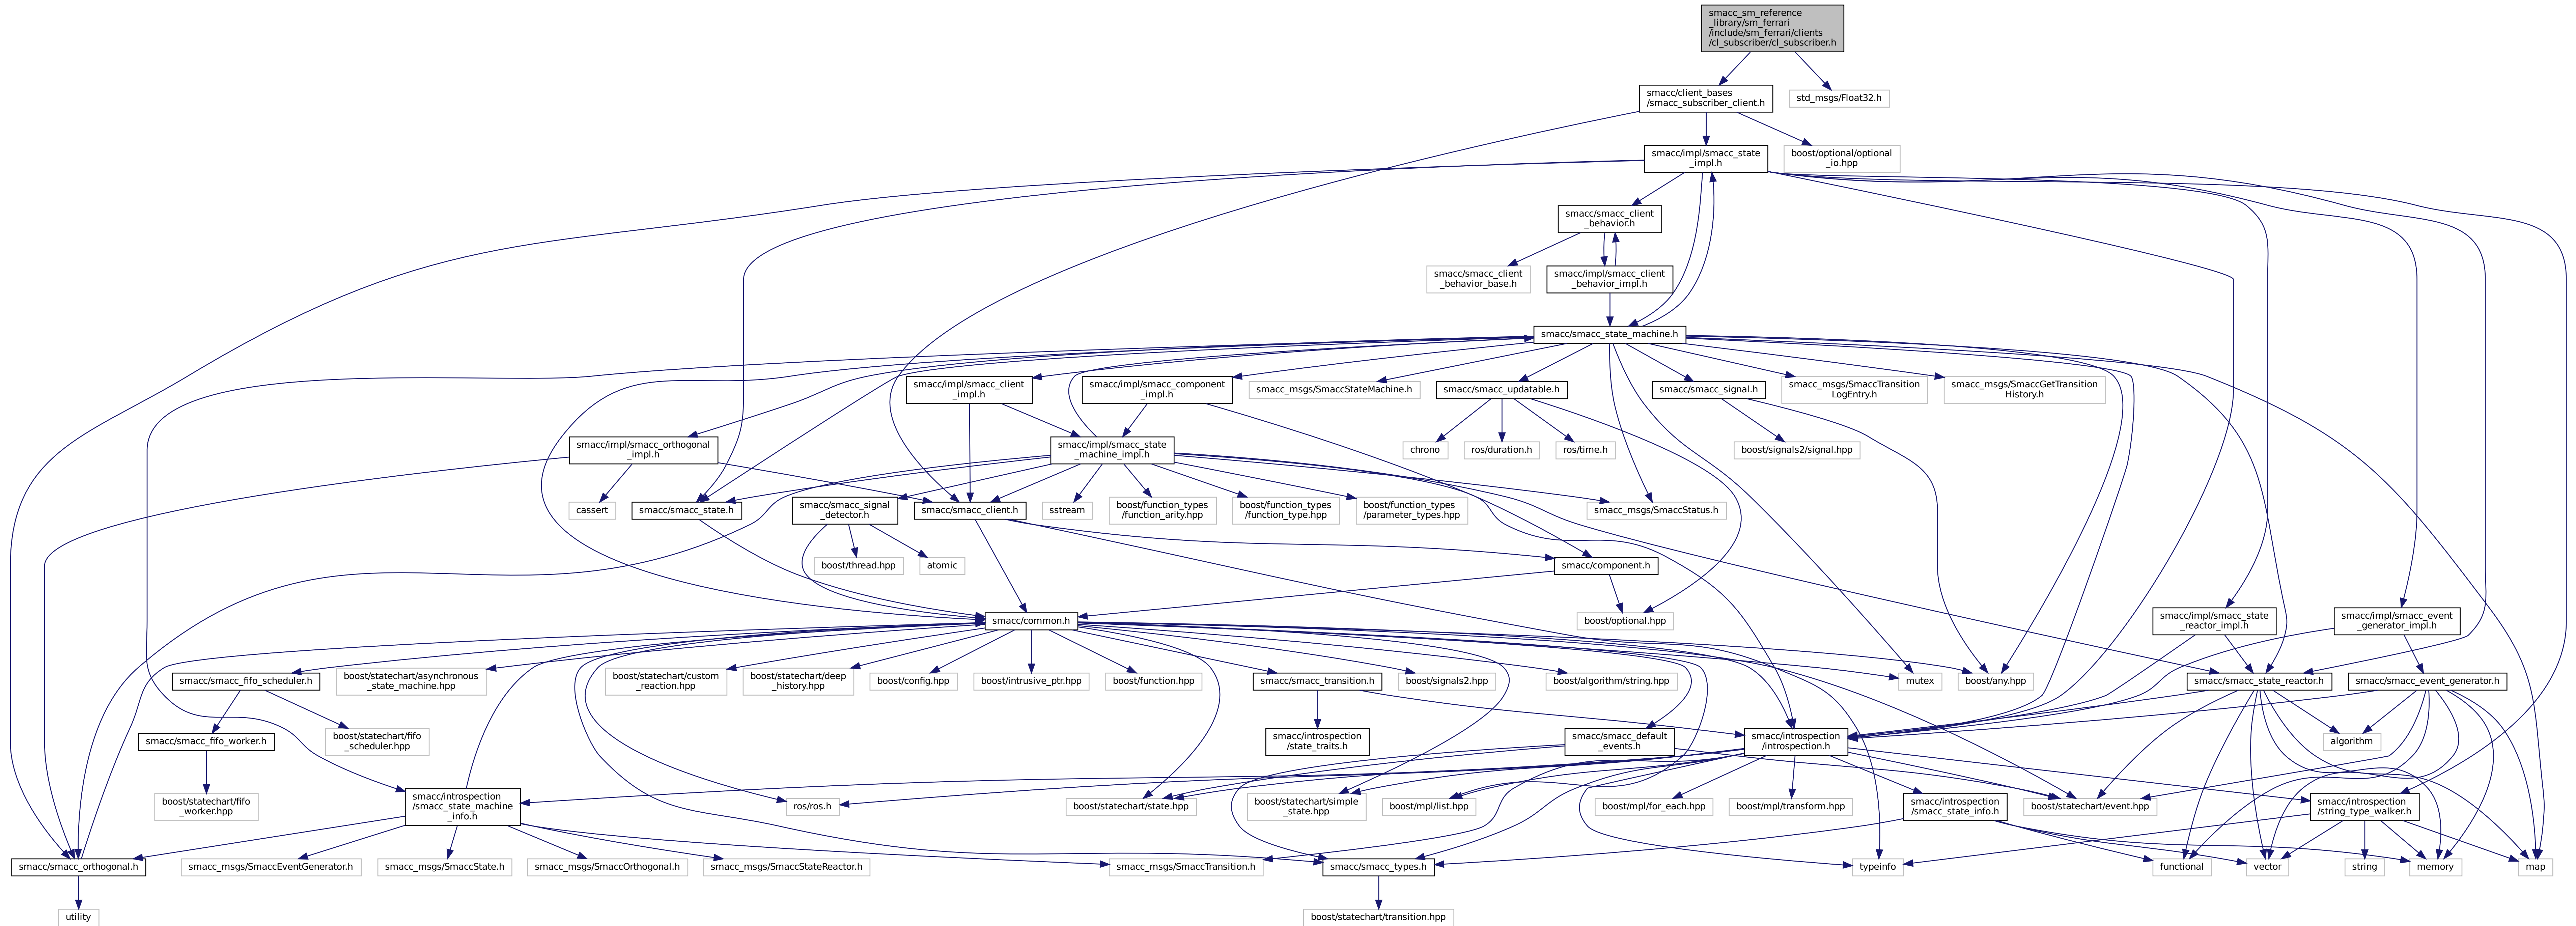 smacc_sm_reference
_library/sm_ferrari
/include/sm_ferrari/clients
/cl_subscriber/cl_subscriber.h
smacc/client_bases
/smacc_subscriber_client.h
std_msgs/Float32.h
smacc/impl/smacc_state
_impl.h
boost/optional/optional
_io.hpp
smacc/smacc_client
_behavior.h
smacc/smacc_client
_behavior_base.h
smacc/impl/smacc_client
_behavior_impl.h
smacc/smacc_state_machine.h
smacc/impl/smacc_client
_impl.h
smacc/impl/smacc_component
_impl.h
smacc_msgs/SmaccStateMachine.h
smacc/smacc_updatable.h
smacc/smacc_signal.h
smacc_msgs/SmaccTransition
LogEntry.h
smacc_msgs/SmaccGetTransition
History.h
smacc/impl/smacc_orthogonal
_impl.h
smacc/impl/smacc_state
_machine_impl.h
chrono
ros/duration.h
ros/time.h
boost/signals2/signal.hpp
cassert
smacc/smacc_state.h
smacc/smacc_signal
_detector.h
smacc/smacc_client.h
sstream
boost/function_types
/function_arity.hpp
boost/function_types
/function_type.hpp
boost/function_types
/parameter_types.hpp
smacc_msgs/SmaccStatus.h
boost/thread.hpp
atomic
smacc/component.h
smacc/common.h
boost/optional.hpp
smacc/impl/smacc_state
_reactor_impl.h
smacc/impl/smacc_event
_generator_impl.h
smacc/smacc_fifo_scheduler.h
boost/statechart/asynchronous
_state_machine.hpp
boost/statechart/custom
_reaction.hpp
boost/statechart/deep
_history.hpp
boost/config.hpp
boost/intrusive_ptr.hpp
boost/function.hpp
smacc/smacc_transition.h
boost/signals2.hpp
boost/algorithm/string.hpp
mutex
boost/any.hpp
smacc/smacc_state_reactor.h
smacc/smacc_event_generator.h
smacc/smacc_fifo_worker.h
boost/statechart/fifo
_scheduler.hpp
smacc/introspection
/state_traits.h
smacc/smacc_default
_events.h
smacc/introspection
/introspection.h
algorithm
boost/statechart/fifo
_worker.hpp
smacc/introspection
/smacc_state_machine
_info.h
ros/ros.h
boost/statechart/state.hpp
boost/statechart/simple
_state.hpp
boost/mpl/list.hpp
boost/mpl/for_each.hpp
boost/mpl/transform.hpp
smacc/introspection
/smacc_state_info.h
boost/statechart/event.hpp
smacc/introspection
/string_type_walker.h
smacc/smacc_orthogonal.h
smacc_msgs/SmaccEventGenerator.h
smacc_msgs/SmaccState.h
smacc_msgs/SmaccOrthogonal.h
smacc_msgs/SmaccStateReactor.h
smacc_msgs/SmaccTransition.h
smacc/smacc_types.h
typeinfo
functional
vector
string
memory
map
utility
boost/statechart/transition.hpp